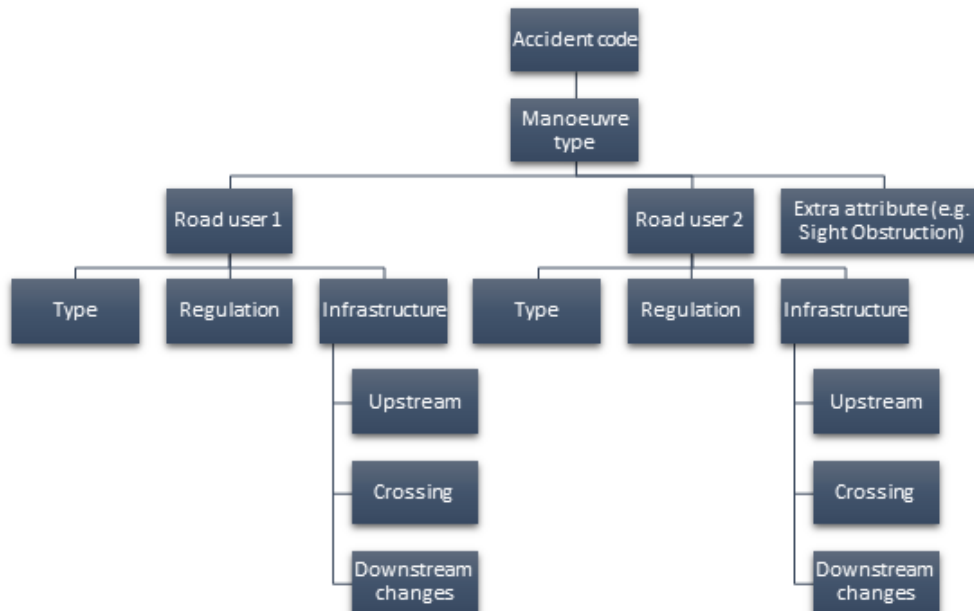 Accident code
Manoeuvre
type
Road user 1
Road user 2
Extra attribute (e.g.
Sight Obstruction)
Type
Regulation
Infrastructure
Type
Regulation
Infrastructure
Upstream
Upstream
Crossing
Crossing
Downstream
changes
Downstream
changes